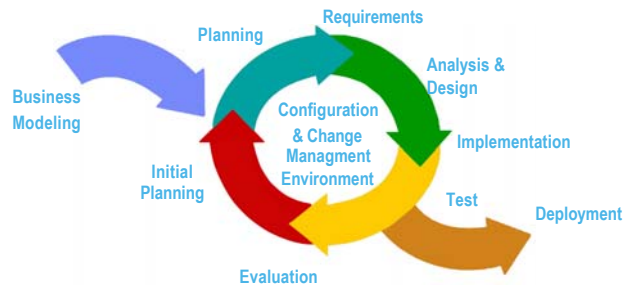 Requirements
Planning
Analysis &
Design
Business
Modeling
Configuration
& Change
Managment
Environment
Implementation
Initial
Planning
Test
Deployment
Evaluation